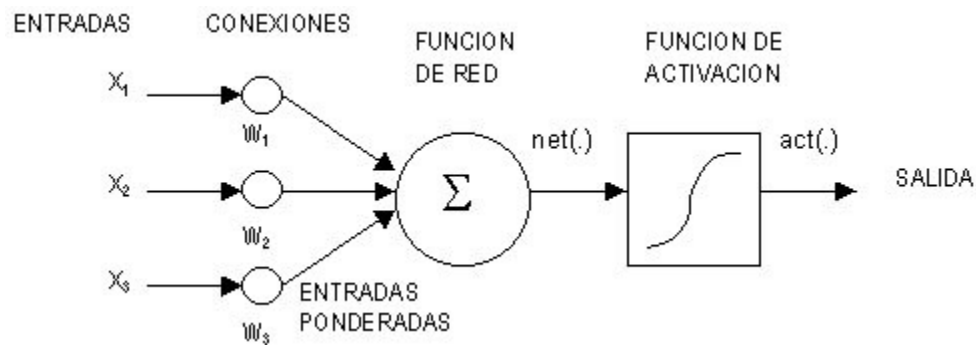 ENTRADAS
CONEXIONES
FUNCION
DE RED
FUNCION DE
ACTIVACION
X₁
W₁
net(.)
act(.)
X₂
W₂
Σ
SALIDA
X₃
W₃
ENTRADAS
PONDERADAS